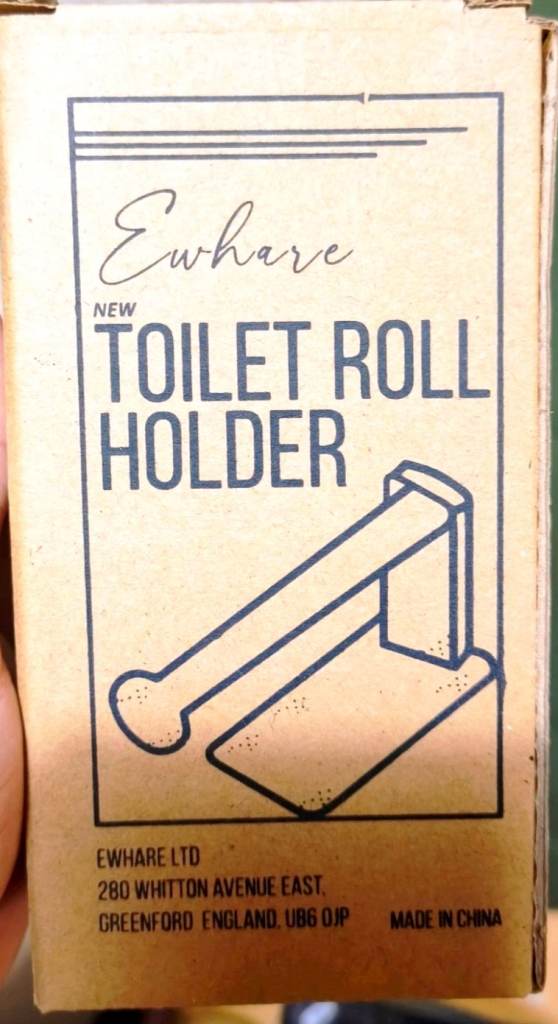 Ewhare
NEW
TOILET ROLL
HOLDER
EWHARE LTD
280 WHITTON AVENUE EAST,
GREENFORD ENGLAND, UB6 0JP
MADE IN CHINA